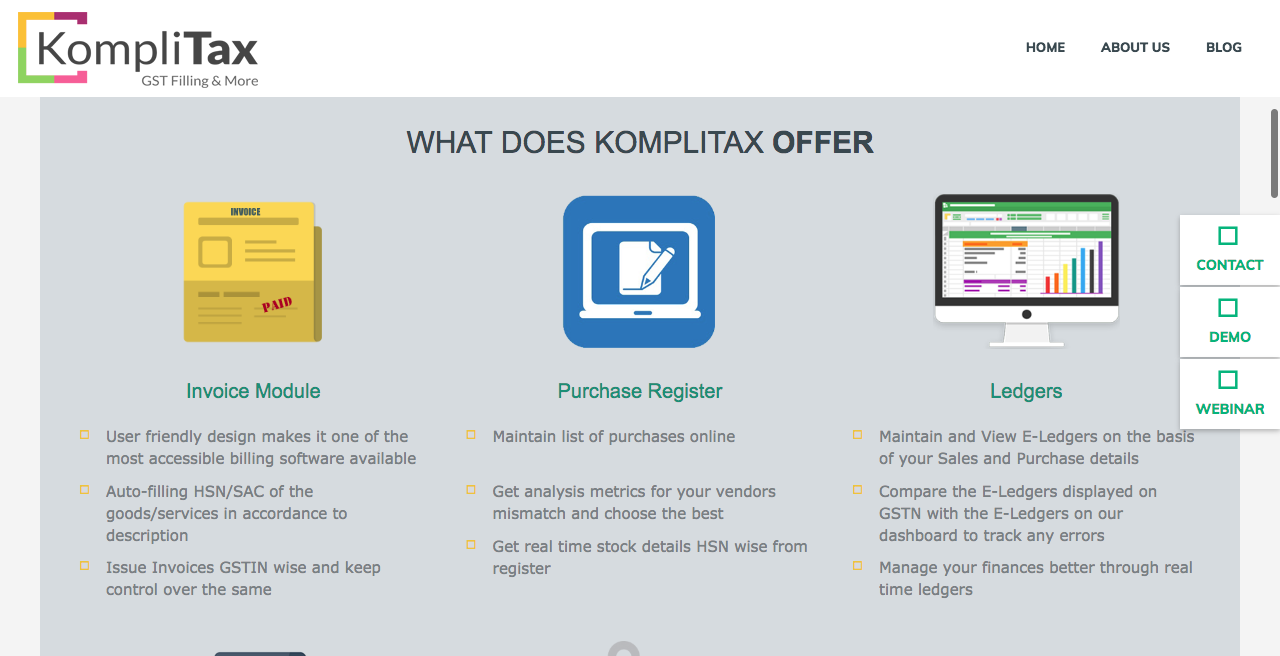 KompliTax
GST Filling & More
HOME ABOUT US BLOG
WHAT DOES KOMPLITAX OFFER
INVOICE
PAID
Invoice Module
User friendly design makes it one of the
most accessible billing software available
Auto-filling HSN/SAC of the
goods/services in accordance to
description
Issue Invoices GSTIN wise and keep
control over the same
Purchase Register
Maintain list of purchases online
Get analysis metrics for your vendors
mismatch and choose the best
Get real time stock details HSN wise from
register
Ledgers
Maintain and View E-Ledgers on the basis
of your Sales and Purchase details
Compare the E-Ledgers displayed on
GSTN with the E-Ledgers on our
dashboard to track any errors
Manage your finances better through real
time ledgers
CONTACT
DEMO
WEBINAR